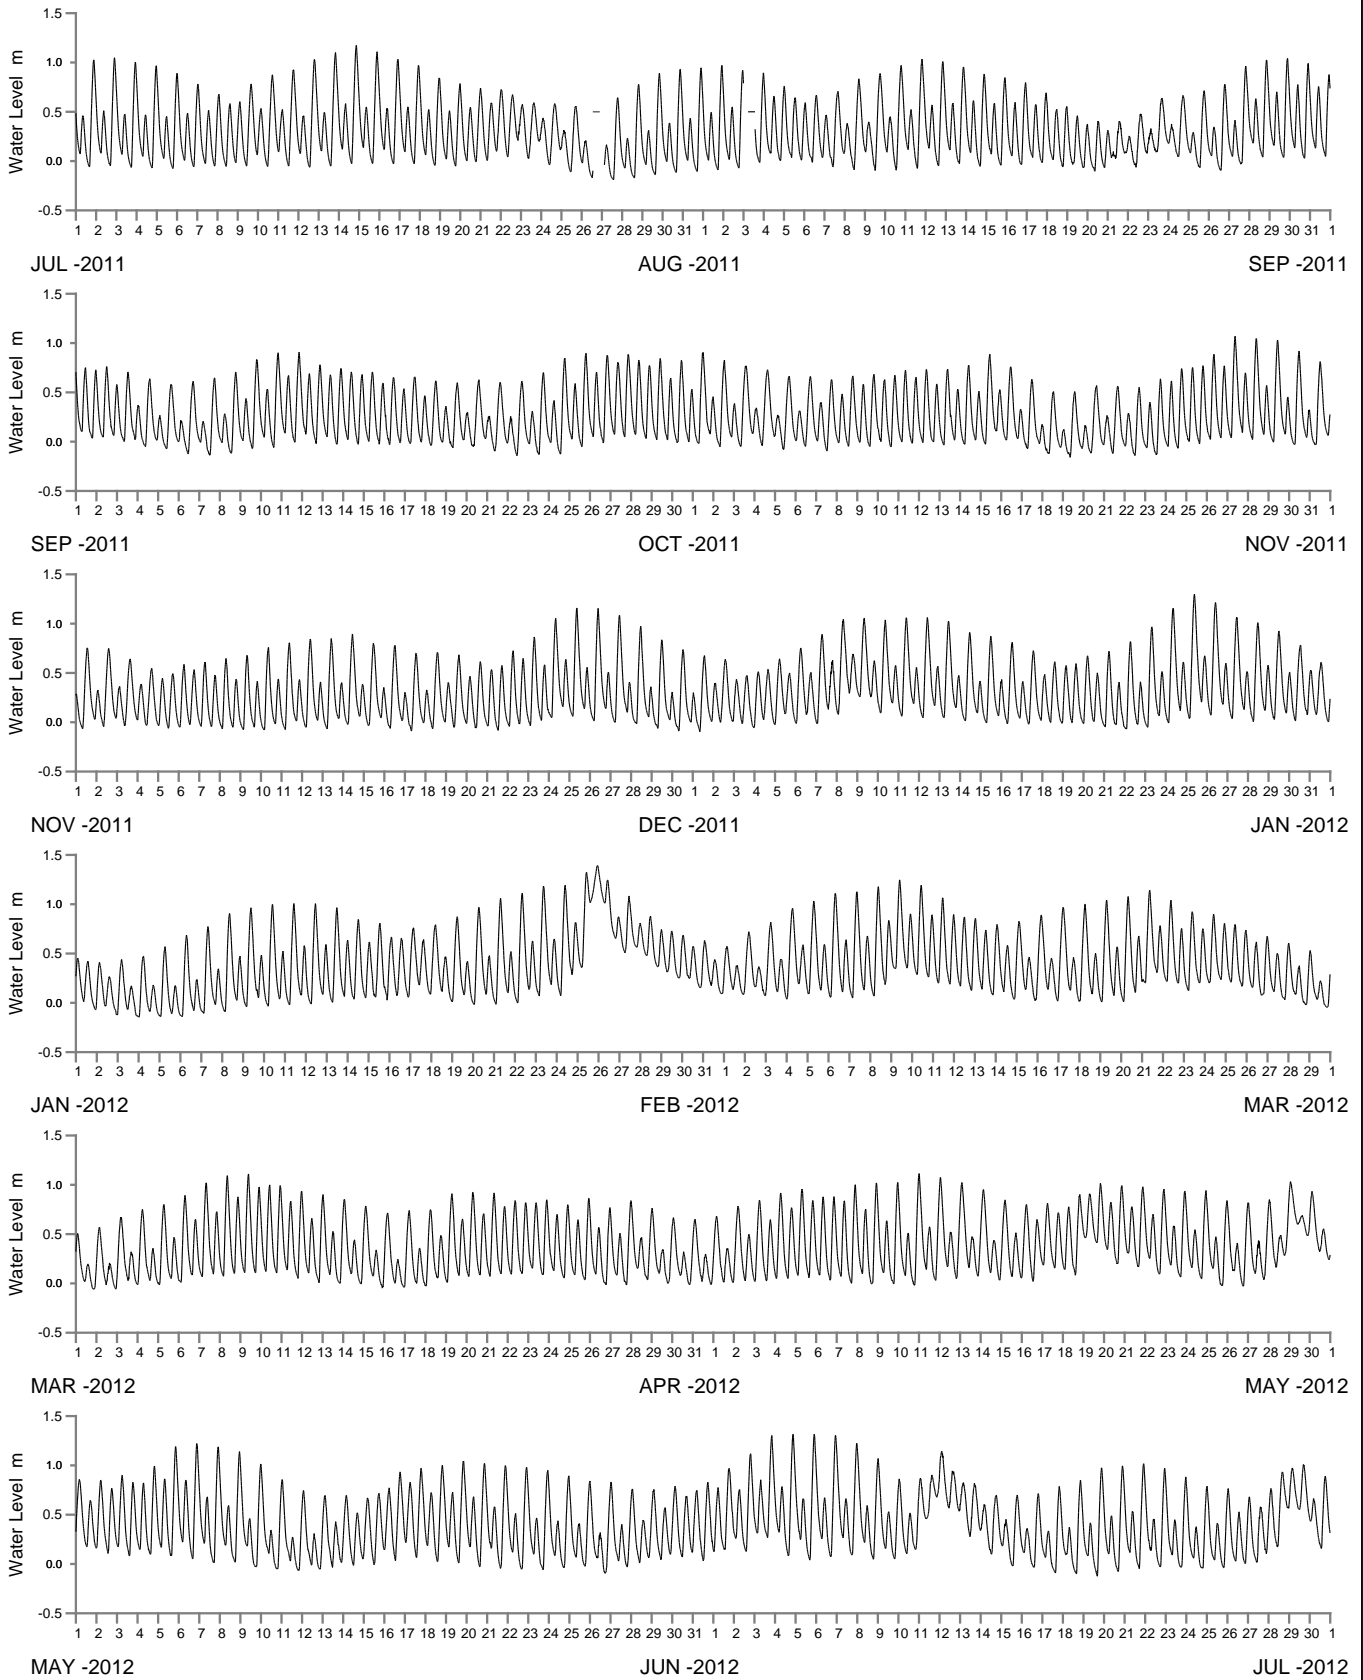 1.5
1.0
0.5
0.0
-0.5
Water Level m
1 2 3 4 5 6 7 8 9 10 11 12 13 14 15 16 17 18 19 20 21 22 23 24 25 26 27 28 29 30 31 1 2 3 4 5 6 7 8 9 10 11 12 13 14 15 16 17 18 19 20 21 22 23 24 25 26 27 28 29 30 31 1
JUL -2011 AUG -2011 SEP -2011
1.5
1.0
0.5
0.0
-0.5
Water Level m
1 2 3 4 5 6 7 8 9 10 11 12 13 14 15 16 17 18 19 20 21 22 23 24 25 26 27 28 29 30 1 2 3 4 5 6 7 8 9 10 11 12 13 14 15 16 17 18 19 20 21 22 23 24 25 26 27 28 29 30 31 1
SEP -2011 OCT -2011 NOV -2011
1.5
1.0
0.5
0.0
-0.5
Water Level m
1 2 3 4 5 6 7 8 9 10 11 12 13 14 15 16 17 18 19 20 21 22 23 24 25 26 27 28 29 30 1 2 3 4 5 6 7 8 9 10 11 12 13 14 15 16 17 18 19 20 21 22 23 24 25 26 27 28 29 30 31 1
NOV -2011 DEC -2011 JAN -2012
1.5
1.0
0.5
0.0
-0.5
Water Level m
1 2 3 4 5 6 7 8 9 10 11 12 13 14 15 16 17 18 19 20 21 22 23 24 25 26 27 28 29 30 31 1 2 3 4 5 6 7 8 9 10 11 12 13 14 15 16 17 18 19 20 21 22 23 24 25 26 27 28 29 1
JAN -2012 FEB -2012 MAR -2012
1.5
1.0
0.5
0.0
-0.5
Water Level m
1 2 3 4 5 6 7 8 9 10 11 12 13 14 15 16 17 18 19 20 21 22 23 24 25 26 27 28 29 30 31 1 2 3 4 5 6 7 8 9 10 11 12 13 14 15 16 17 18 19 20 21 22 23 24 25 26 27 28 29 30 1
MAR -2012 APR -2012 MAY -2012
1.5
1.0
0.5
0.0
-0.5
Water Level m
1 2 3 4 5 6 7 8 9 10 11 12 13 14 15 16 17 18 19 20 21 22 23 24 25 26 27 28 29 30 31 1 2 3 4 5 6 7 8 9 10 11 12 13 14 15 16 17 18 19 20 21 22 23 24 25 26 27 28 29 30 1
MAY -2012 JUN -2012 JUL -2012